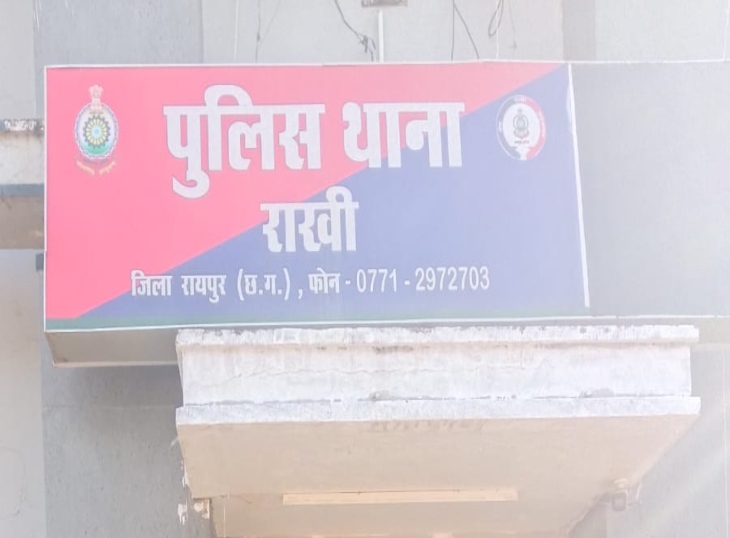 पुलिस थाना
राखी
जिला रायपुर (छ.ग.), फोन - 0771 - 2972703